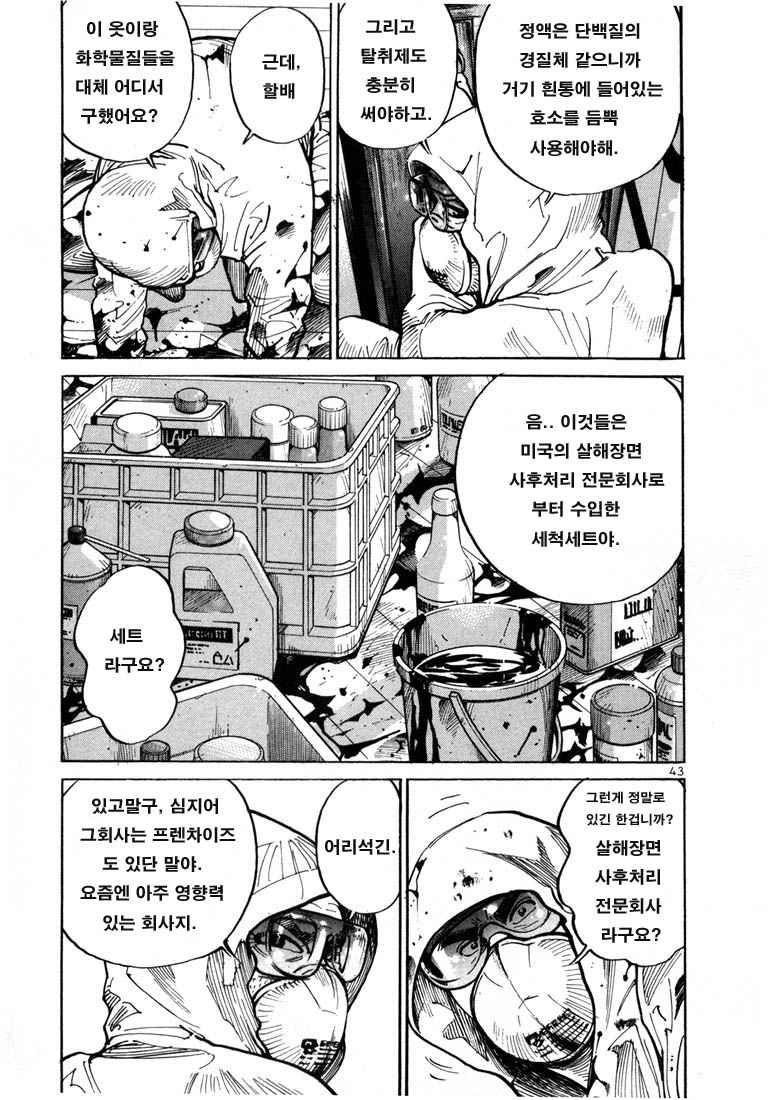 정액은 단백질의
경질체 같으니까
거기 흰통에 들어있는
효소를 듬뿍
사용해야해.
그리고
탈취제도
충분히
써야하고.
근데,
할배
이 옷이랑
화학물질들을
대체 어디서
구했어요?
음.. 이것들은
미국의 살해장면
사후처리 전문회사로
부터 수입한
세척세트야.
세트
라구요?
43
그런게 정말로
있긴 한겁니까?
살해장면
사후처리
전문회사
라구요?
어리석긴.
있고말구, 심지어
그회사는 프렌차이즈
도 있단 말야.
요즘엔 아주 영향력
있는 회사지.